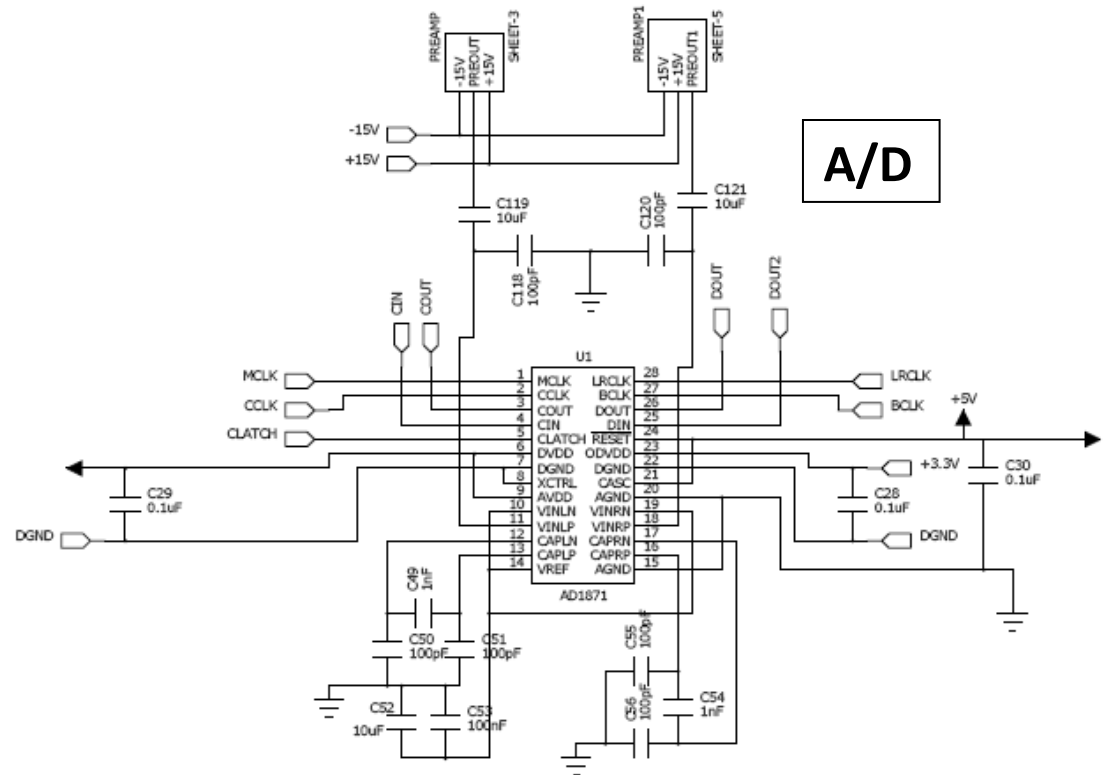 PREAMP
-15V
PREOUT
+15V
SHEET-3
PREAMP1
-15V
+15V
PREOUT1
SHEET-5
-15V
+15V
A/D
C119
10uF
C118
100pF
C120
100pF
C121
10uF
CIN
COUT
DOUT
DOUT2
U1
MCLK
CCLK
CLATCH
DGND
1 MCLK LRCLK 28
2 CCLK BCLK 27
3 COUT DOUT 26
4 CIN DIN 25
5 CLATCH RESET 24
6 DVDD ODVDD 23
7 DGND DGND 22
8 XCTRL CASC 21
9 AVDD AGND 20
10 VINLN VINRN 19
11 VINLP VINRP 18
12 CAPLN CAPRN 17
13 CAPLP CAPRP 16
14 VREF AGND 15
AD1871
LRCLK
BCLK
+5V
+3.3V
C30
0.1uF
C29
0.1uF
C28
0.1uF
DGND
C49
1nF
C50
100pF
C51
100pF
C52
10uF
C53
100nF
C55
100pF
C56
100pF
C54
1nF